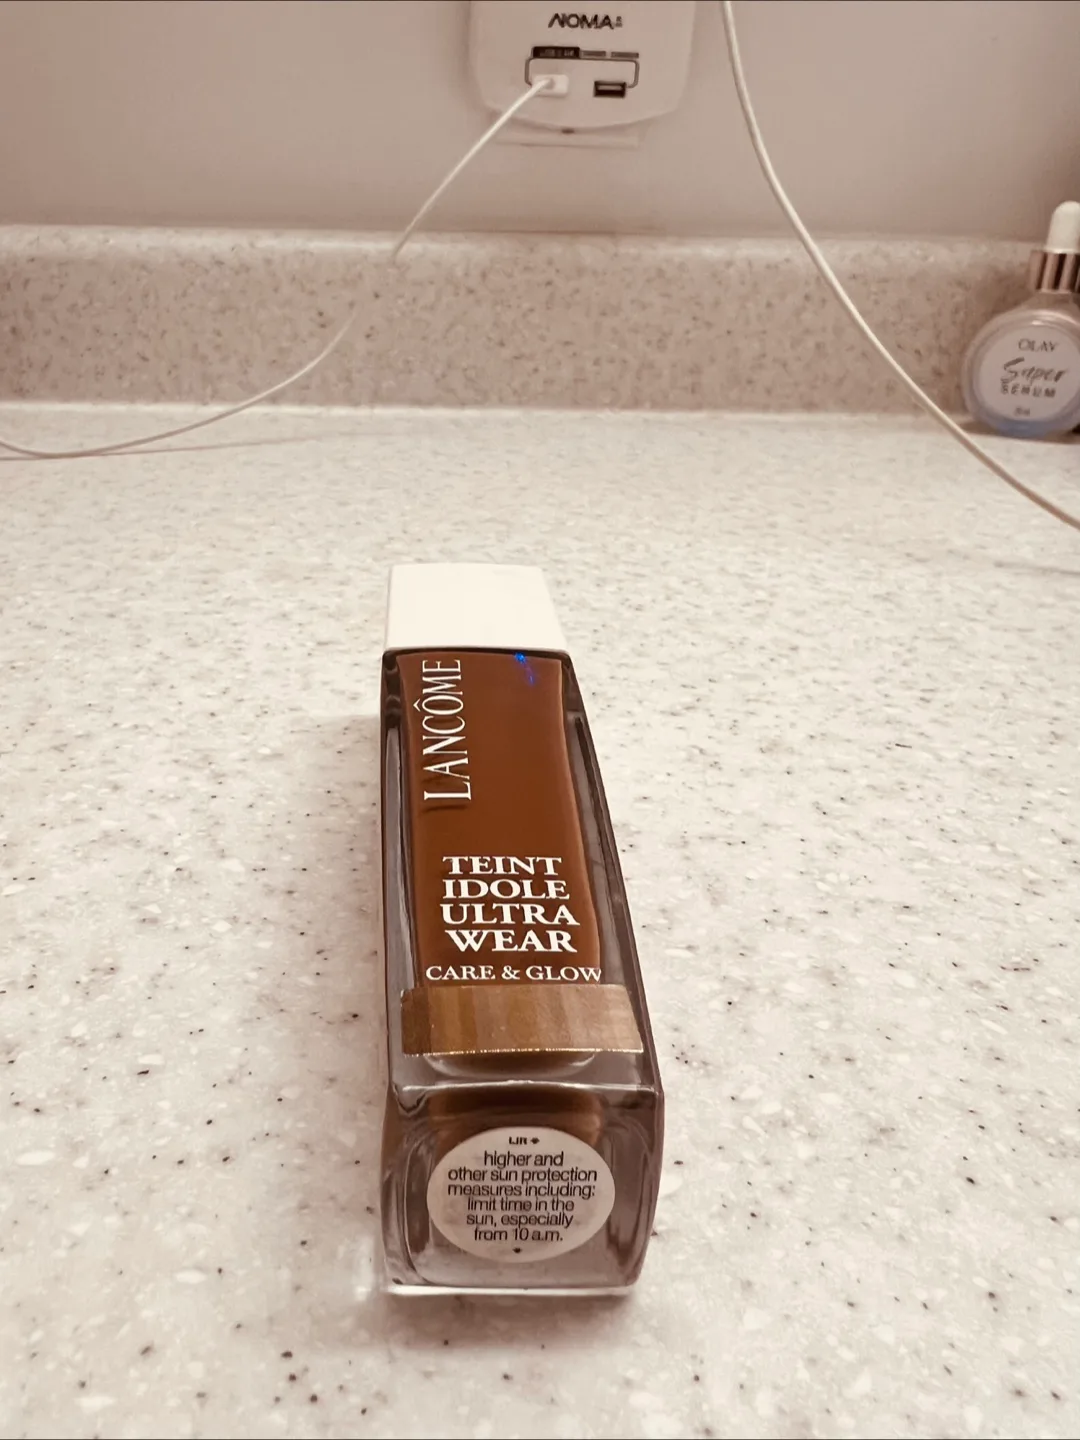 NOMA
OLAY
Super
SERUM
LANCÔME
TEINT
IDOLE
ULTRA
WEAR
CARE & GLOW
LJR
higher and
other sun protection
measures including:
limit time in the
sun, especially
from 10 a.m.